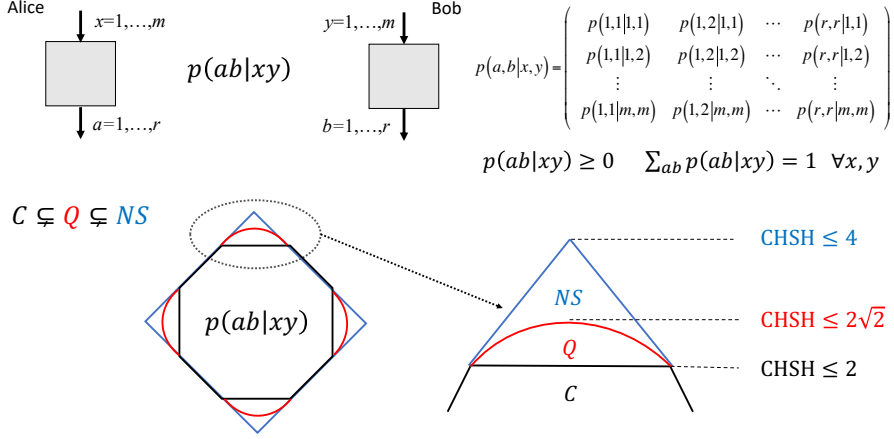 Alice
x=1,…,m
p(ab|xy)
a=1,…,r
Bob
y=1,…,m
b=1,…,r
p(a,b|x,y)=
p(1,1|1,1) p(1,2|1,1) ⋯ p(r,r|1,1)
p(1,1|1,2) p(1,2|1,2) ⋯ p(r,r|1,2)
⋮ ⋮ ⋱ ⋮
p(1,1|m,m) p(1,2|m,m) ⋯ p(r,r|m,m)
p(ab|xy) ≥ 0 ∑ab p(ab|xy) = 1 ∀x,y
C ⊊ Q ⊊ NS
p(ab|xy)
NS
Q
C
CHSH ≤ 4
CHSH ≤ 2√2
CHSH ≤ 2